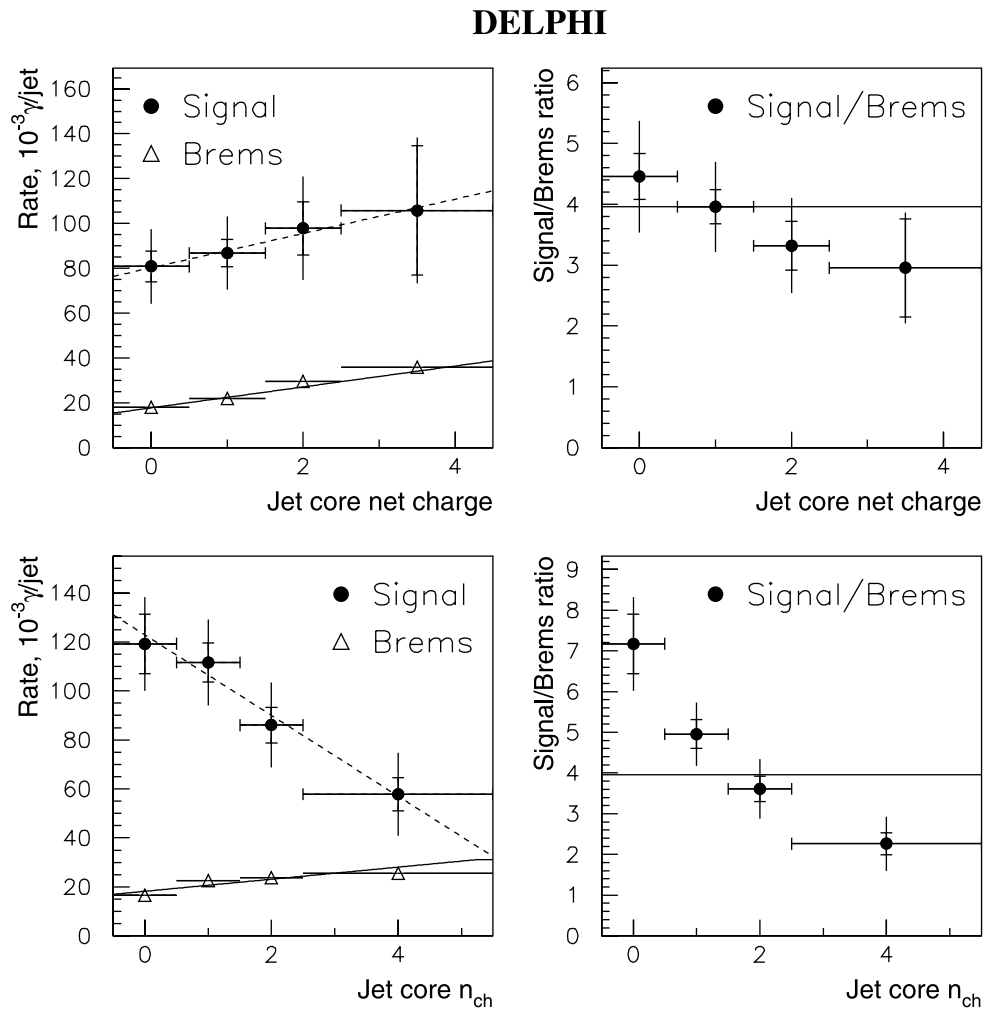 DELPHI
Rate, 10⁻³γ/jet
160
140
120
100
80
60
40
20
0
Signal
Brems
0 2 4
Jet core net charge
Signal/Brems ratio
6
5
4
3
2
1
0
Signal/Brems
0 2 4
Jet core net charge
Rate, 10⁻³γ/jet
140
120
100
80
60
40
20
0
Signal
Brems
0 2 4
Jet core n_ch
Signal/Brems ratio
9
8
7
6
5
4
3
2
1
0
Signal/Brems
0 2 4
Jet core n_ch